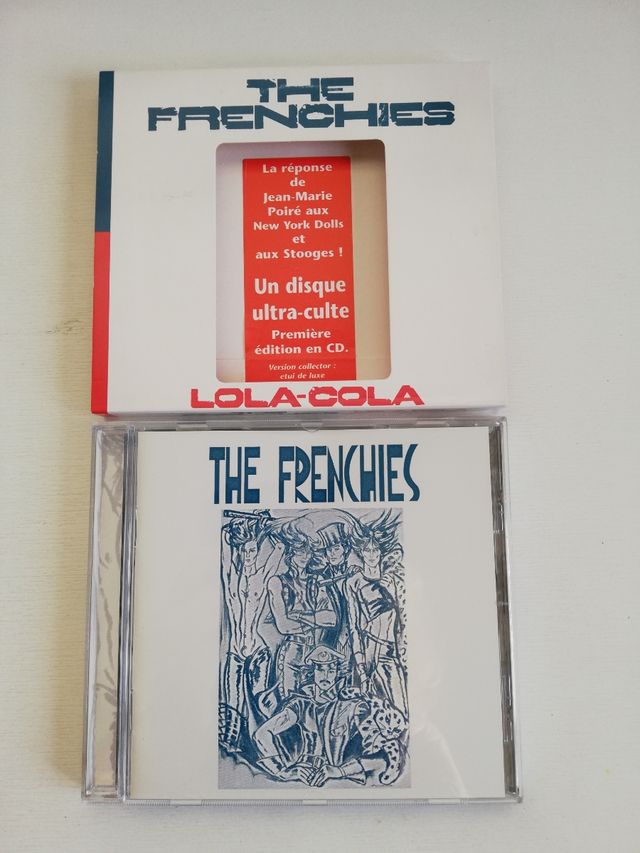 THE
FRENCHIES
La réponse
de
Jean-Marie
Poiré aux
New York Dolls
et
aux Stooges !
Un disque
ultra-culte
Première
édition en CD.
Version collector :
etui de luxe
LOLA-COLA
THE FRENCHIES